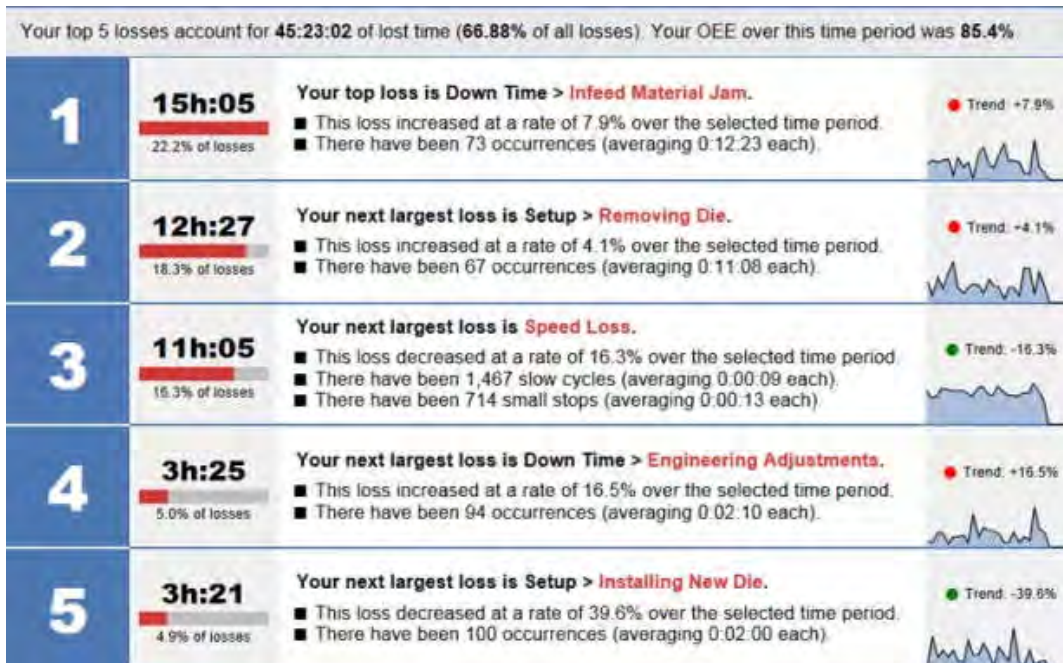 Your top 5 losses account for 45:23:02 of lost time (66.88% of all losses). Your OEE over this time period was 85.4%
1
15h:05
22.2% of losses
Your top loss is Down Time > Infeed Material Jam.
■ This loss increased at a rate of 7.9% over the selected time period.
■ There have been 73 occurrences (averaging 0:12:23 each).
Trend: +7.9%
2
12h:27
18.3% of losses
Your next largest loss is Setup > Removing Die.
■ This loss increased at a rate of 4.1% over the selected time period.
■ There have been 67 occurrences (averaging 0:11:08 each).
Trend: +4.1%
3
11h:05
16.3% of losses
Your next largest loss is Speed Loss.
■ This loss decreased at a rate of 16.3% over the selected time period.
■ There have been 1,467 slow cycles (averaging 0:00:09 each).
■ There have been 714 small stops (averaging 0:00:13 each)
Trend: -16.3%
4
3h:25
5.0% of losses
Your next largest loss is Down Time > Engineering Adjustments.
■ This loss increased at a rate of 16.5% over the selected time period.
■ There have been 94 occurrences (averaging 0:02:10 each).
Trend: +16.5%
5
3h:21
4.9% of losses
Your next largest loss is Setup > Installing New Die.
■ This loss decreased at a rate of 39.6% over the selected time period.
■ There have been 100 occurrences (averaging 0:02:00 each).
Trend: -39.6%